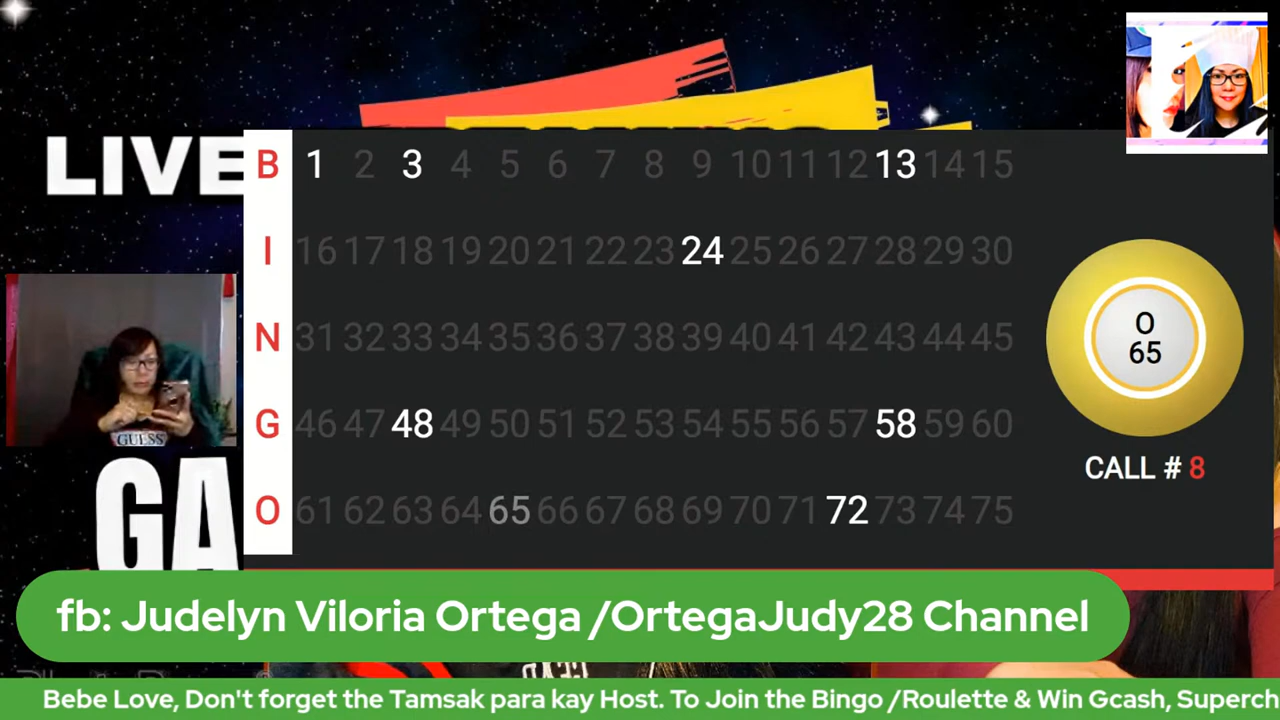 LIVE
B 1 2 3 4 5 6 7 8 9 10 11 12 13 14 15
I 16 17 18 19 20 21 22 23 24 25 26 27 28 29 30
N 31 32 33 34 35 36 37 38 39 40 41 42 43 44 45
G 46 47 48 49 50 51 52 53 54 55 56 57 58 59 60
O 61 62 63 64 65 66 67 68 69 70 71 72 73 74 75
O
65
CALL # 8
GUESS
GA
fb: Judelyn Viloria Ortega /OrtegaJudy28 Channel
Bebe Love, Don't forget the Tamsak para kay Host. To Join the Bingo /Roulette & Win Gcash, Superch